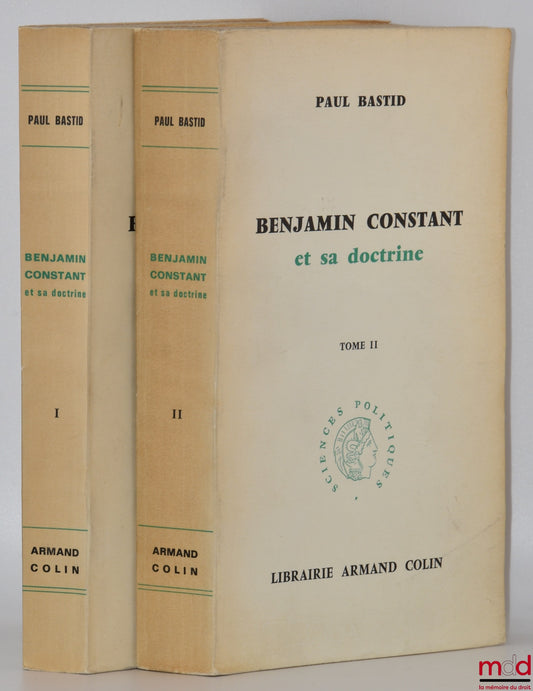 PAUL BASTID
BENJAMIN
CONSTANT
et sa doctrine
I
ARMAND
COLIN
PAUL BASTID
BENJAMIN
CONSTANT
et sa doctrine
II
ARMAND
COLIN
PAUL BASTID
BENJAMIN CONSTANT
et sa doctrine
TOME II
SCIENCES POLITIQUES
LIBRAIRIE ARMAND COLIN
mdd
la mémoire du droit